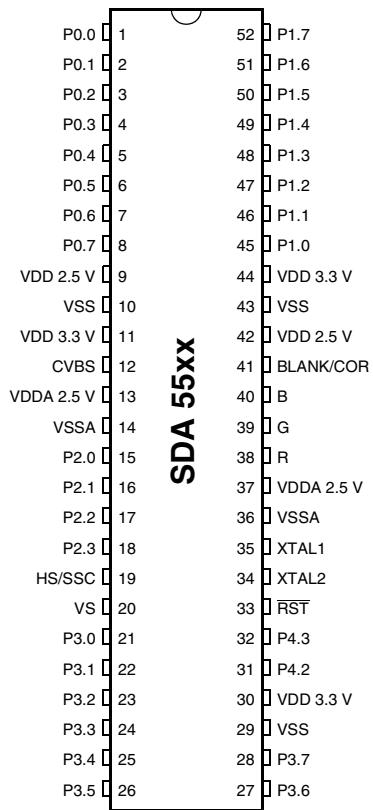 P0.0 1 52 P1.7
P0.1 2 51 P1.6
P0.2 3 50 P1.5
P0.3 4 49 P1.4
P0.4 5 48 P1.3
P0.5 6 47 P1.2
P0.6 7 46 P1.1
P0.7 8 45 P1.0
VDD 2.5 V 9 44 VDD 3.3 V
VSS 10 43 VSS
VDD 3.3 V 11 42 VDD 2.5 V
CVBS 12 41 BLANK/COR
VDDA 2.5 V 13 40 B
VSSA 14 39 G
P2.0 15 38 R
P2.1 16 37 VDDA 2.5 V
P2.2 17 36 VSSA
P2.3 18 35 XTAL1
HS/SSC 19 34 XTAL2
VS 20 33 RST
P3.0 21 32 P4.3
P3.1 22 31 P4.2
P3.2 23 30 VDD 3.3 V
P3.3 24 29 VSS
P3.4 25 28 P3.7
P3.5 26 27 P3.6
SDA 55xx